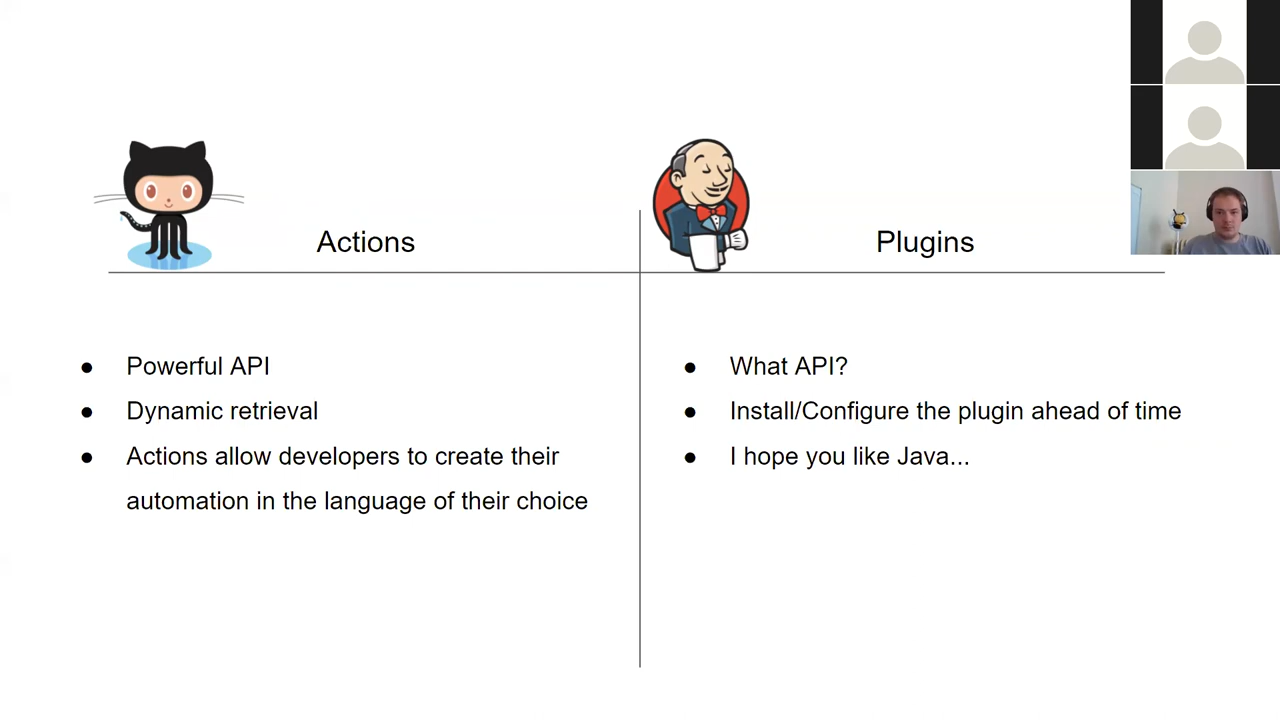 Actions
Plugins
● Powerful API
● Dynamic retrieval
● Actions allow developers to create their
automation in the language of their choice
● What API?
● Install/Configure the plugin ahead of time
● I hope you like Java...